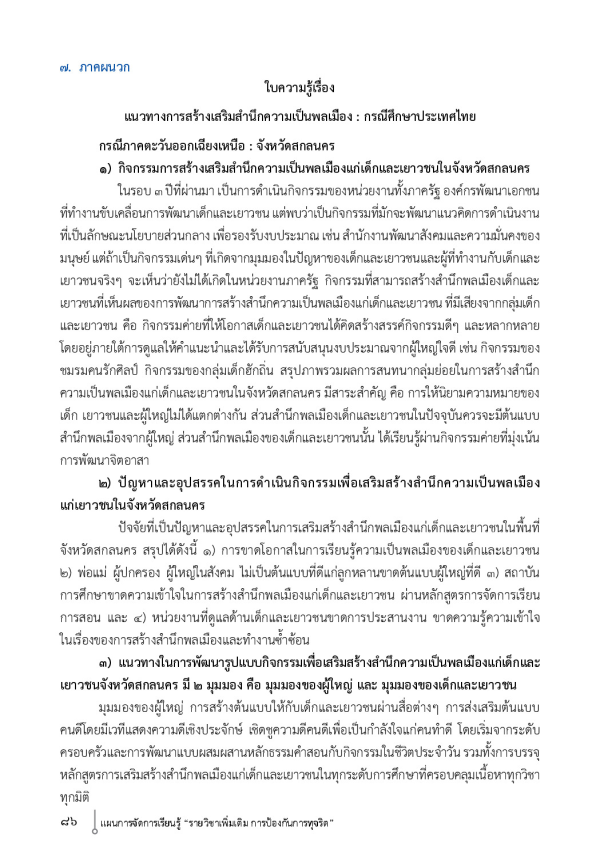 ๗. ภาคผนวก
ใบความรู้เรื่อง
แนวทางการสร้างเสริมสำนึกความเป็นพลเมือง : กรณีศึกษาประเทศไทย
กรณีภาคตะวันออกเฉียงเหนือ : จังหวัดสกลนคร
๑) กิจกรรมการสร้างเสริมสำนึกความเป็นพลเมืองแก่เด็กและเยาวชนในจังหวัดสกลนคร
ในรอบ ๓ ปีที่ผ่านมา เป็นการดำเนินกิจกรรมของหน่วยงานทั้งภาครัฐ องค์กรพัฒนาเอกชน
ที่ทำงานขับเคลื่อนการพัฒนาเด็กและเยาวชน แต่พบว่าเป็นกิจกรรมที่มักจะพัฒนาแนวคิดการดำเนินงาน
ที่เป็นลักษณะนโยบายส่วนกลาง เพื่อรองรับงบประมาณ เช่น สำนักงานพัฒนาสังคมและความมั่นคงของ
มนุษย์ แต่ถ้าเป็นกิจกรรมเด่นๆ ที่เกิดจากมุมมองในปัญหาของเด็กและเยาวชนและผู้ที่ทำงานกับเด็กและ
เยาวชนจริงๆ จะเห็นว่ายังไม่ได้เกิดในหน่วยงานภาครัฐ กิจกรรมที่สามารถสร้างสำนึกพลเมืองเด็กและ
เยาวชนที่เห็นผลของการพัฒนาการสร้างสำนึกความเป็นพลเมืองแก่เด็กและเยาวชน ที่มีเสียงจากกลุ่มเด็ก
และเยาวชน คือ กิจกรรมค่ายที่ให้โอกาสเด็กและเยาวชนได้คิดสร้างสรรค์กิจกรรมดีๆ และหลากหลาย
โดยอยู่ภายใต้การดูแลให้คำแนะนำและได้รับการสนับสนุนงบประมาณจากผู้ใหญ่ใจดี เช่น กิจกรรมของ
ชมรมคนรักศิลป์ กิจกรรมของกลุ่มเด็กฮักถิ่น สรุปภาพรวมผลการสนทนากลุ่มย่อยในการสร้างสำนึก
ความเป็นพลเมืองแก่เด็กและเยาวชนในจังหวัดสกลนคร มีสาระสำคัญ คือ การให้นิยามความหมายของ
เด็ก เยาวชนและผู้ใหญ่ไม่ได้แตกต่างกัน ส่วนสำนึกพลเมืองเด็กและเยาวชนในปัจจุบันควรจะมีต้นแบบ
สำนึกพลเมืองจากผู้ใหญ่ ส่วนสำนึกพลเมืองของเด็กและเยาวชนนั้น ได้เรียนรู้ผ่านกิจกรรมค่ายที่มุ่งเน้น
การพัฒนาจิตอาสา
๒) ปัญหาและอุปสรรคในการดำเนินกิจกรรมเพื่อเสริมสร้างสำนึกความเป็นพลเมือง
แก่เยาวชนในจังหวัดสกลนคร
ปัจจัยที่เป็นปัญหาและอุปสรรคในการเสริมสร้างสำนึกพลเมืองแก่เด็กและเยาวชนในพื้นที่
จังหวัดสกลนคร สรุปได้ดังนี้ ๑) การขาดโอกาสในการเรียนรู้ความเป็นพลเมืองของเด็กและเยาวชน
๒) พ่อแม่ ผู้ปกครอง ผู้ใหญ่ในสังคม ไม่เป็นต้นแบบที่ดีแก่ลูกหลานขาดต้นแบบผู้ใหญ่ที่ดี ๓) สถาบัน
การศึกษาขาดความเข้าใจในการสร้างสำนึกพลเมืองแก่เด็กและเยาวชน ผ่านหลักสูตรการจัดการเรียน
การสอน และ ๔) หน่วยงานที่ดูแลด้านเด็กและเยาวชนขาดการประสานงาน ขาดความรู้ความเข้าใจ
ในเรื่องของการสร้างสำนึกพลเมืองและทำงานซ้ำซ้อน
๓) แนวทางในการพัฒนารูปแบบกิจกรรมเพื่อเสริมสร้างสำนึกความเป็นพลเมืองแก่เด็กและ
เยาวชนจังหวัดสกลนคร มี ๒ มุมมอง คือ มุมมองของผู้ใหญ่ และ มุมมองของเด็กและเยาวชน
มุมมองของผู้ใหญ่ การสร้างต้นแบบให้กับเด็กและเยาวชนผ่านสื่อต่างๆ การส่งเสริมต้นแบบ
คนดีโดยมีเวทีแสดงความดีเชิงประจักษ์ เชิดชูความดีคนดีเพื่อเป็นกำลังใจแก่คนทำดี โดยเริ่มจากระดับ
ครอบครัวและการพัฒนาแบบผสมผสานหลักธรรมคำสอนกับกิจกรรมในชีวิตประจำวัน รวมทั้งการบรรจุ
หลักสูตรการเสริมสร้างสำนึกพลเมืองแก่เด็กและเยาวชนในทุกระดับการศึกษาที่ครอบคลุมเนื้อหาทุกวิชา
ทุกมิติ
๘๖ แผนการจัดการเรียนรู้ “รายวิชาเพิ่มเติม การป้องกันการทุจริต”